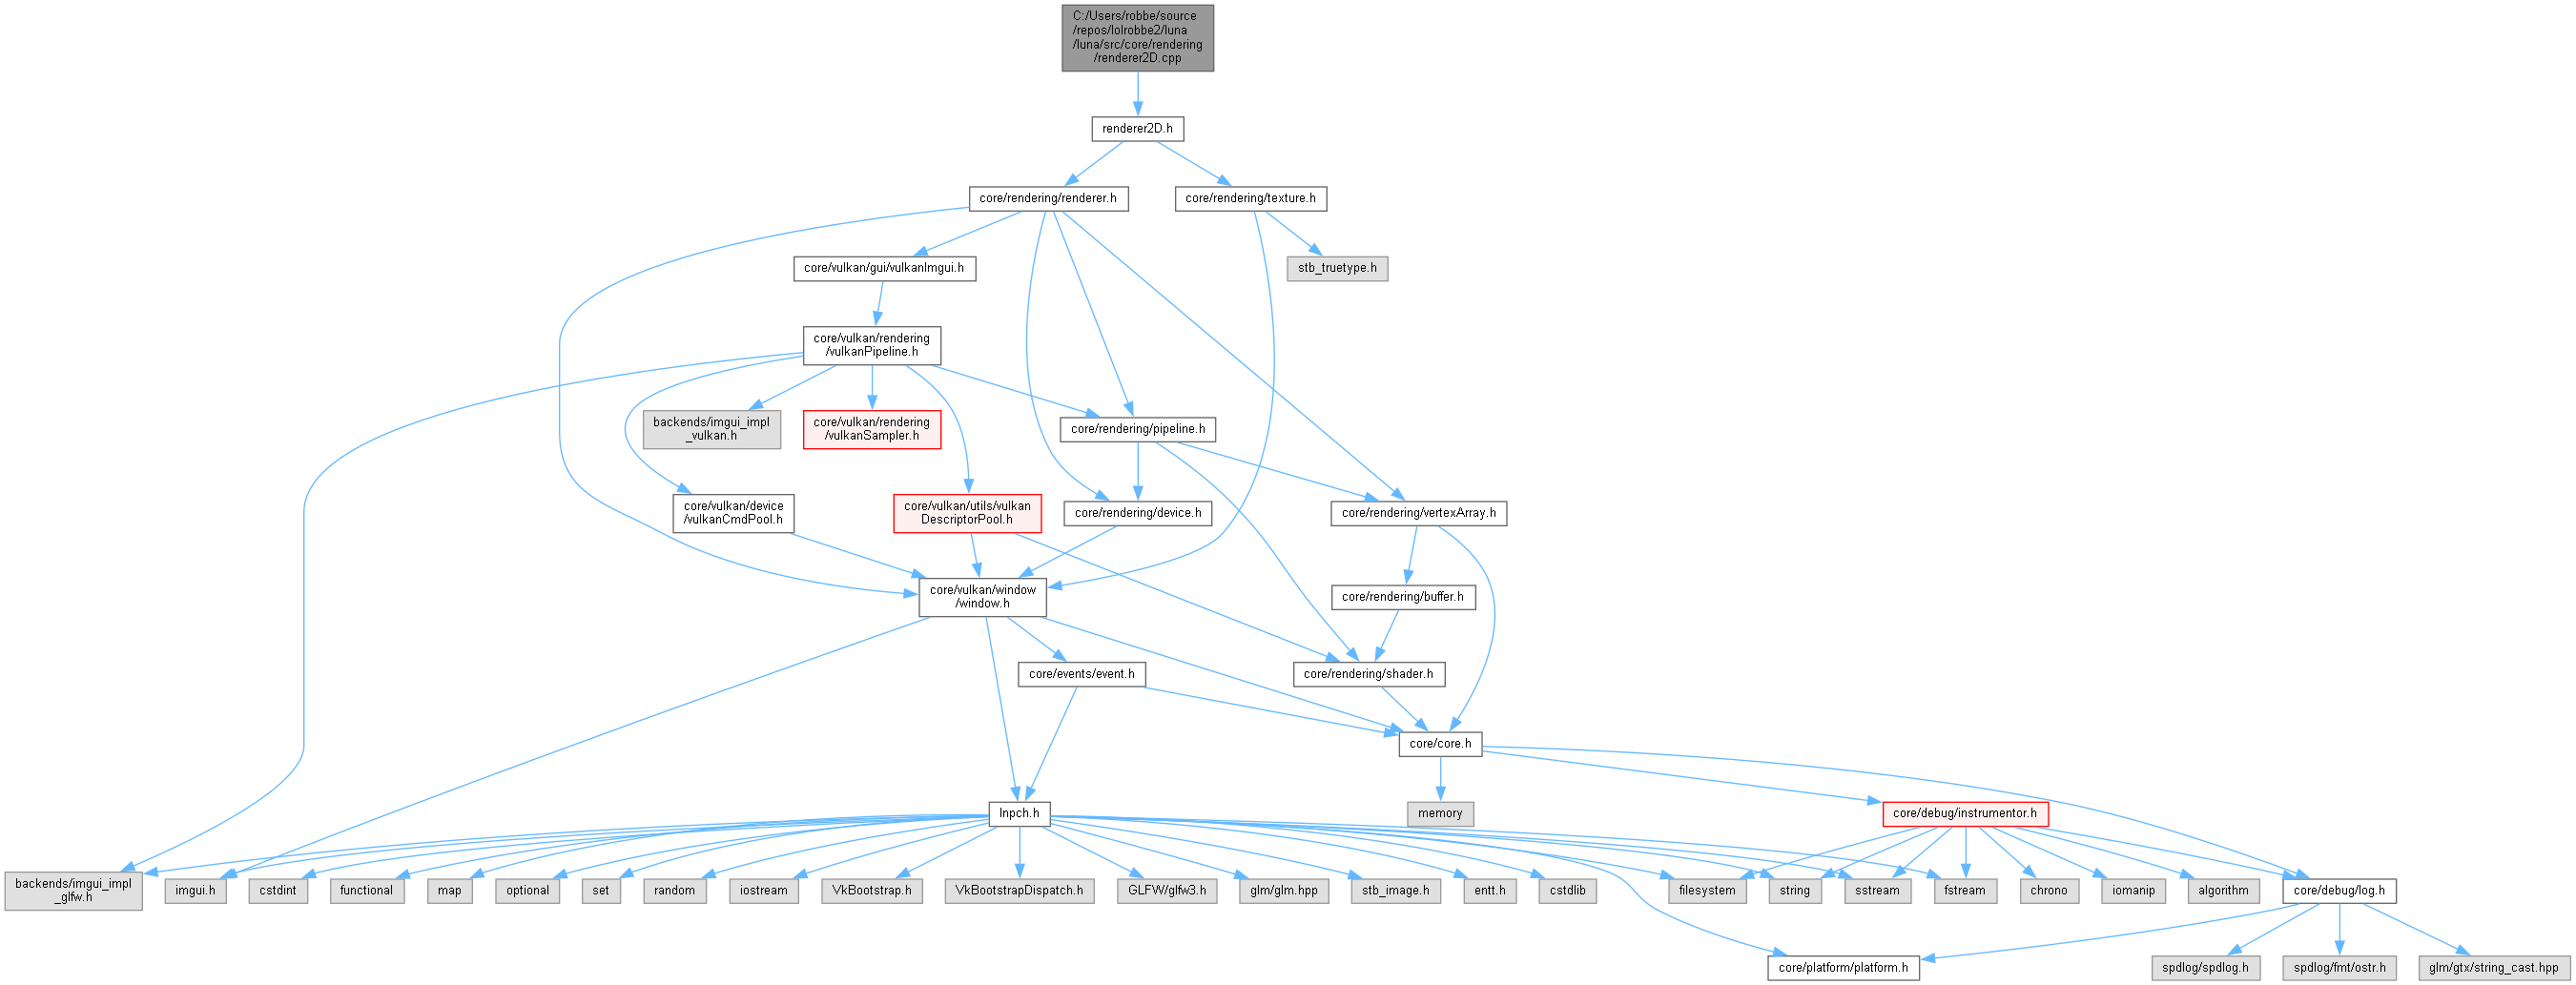 C:/Users/robbe/source
/repos/lolrobbe2/luna
/luna/src/core/rendering
/renderer2D.cpp
renderer2D.h
core/rendering/renderer.h
core/rendering/texture.h
core/vulkan/gui/vulkanImgui.h
stb_truetype.h
core/vulkan/rendering
/vulkanPipeline.h
backends/imgui_impl
_vulkan.h
core/vulkan/rendering
/vulkanSampler.h
core/rendering/pipeline.h
core/vulkan/device
/vulkanCmdPool.h
core/vulkan/utils/vulkan
DescriptorPool.h
core/rendering/device.h
core/rendering/vertexArray.h
core/vulkan/window
/window.h
core/rendering/buffer.h
core/events/event.h
core/rendering/shader.h
core/core.h
lnpch.h
memory
core/debug/instrumentor.h
backends/imgui_impl
_glfw.h
imgui.h
cstdint
functional
map
optional
set
random
iostream
VkBootstrap.h
VkBootstrapDispatch.h
GLFW/glfw3.h
glm/glm.hpp
stb_image.h
entt.h
cstdlib
filesystem
string
sstream
fstream
chrono
iomanip
algorithm
core/debug/log.h
core/platform/platform.h
spdlog/spdlog.h
spdlog/fmt/ostr.h
glm/gtx/string_cast.hpp